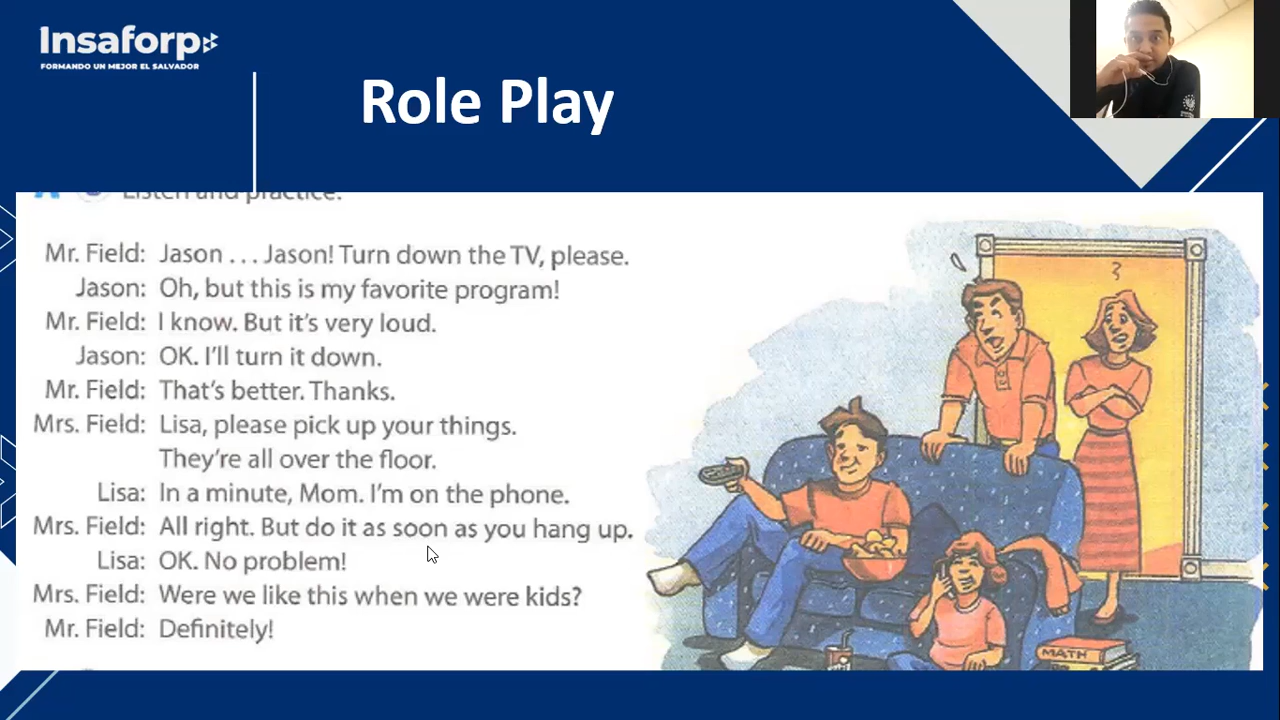 Insaforp
FORMANDO UN MEJOR EL SALVADOR
Role Play
Listen and practice.
Mr. Field: Jason . . . Jason! Turn down the TV, please.
Jason: Oh, but this is my favorite program!
Mr. Field: I know. But it's very loud.
Jason: OK. I'll turn it down.
Mr. Field: That's better. Thanks.
Mrs. Field: Lisa, please pick up your things.
They're all over the floor.
Lisa: In a minute, Mom. I'm on the phone.
Mrs. Field: All right. But do it as soon as you hang up.
Lisa: OK. No problem!
Mrs. Field: Were we like this when we were kids?
Mr. Field: Definitely!
?
MATH